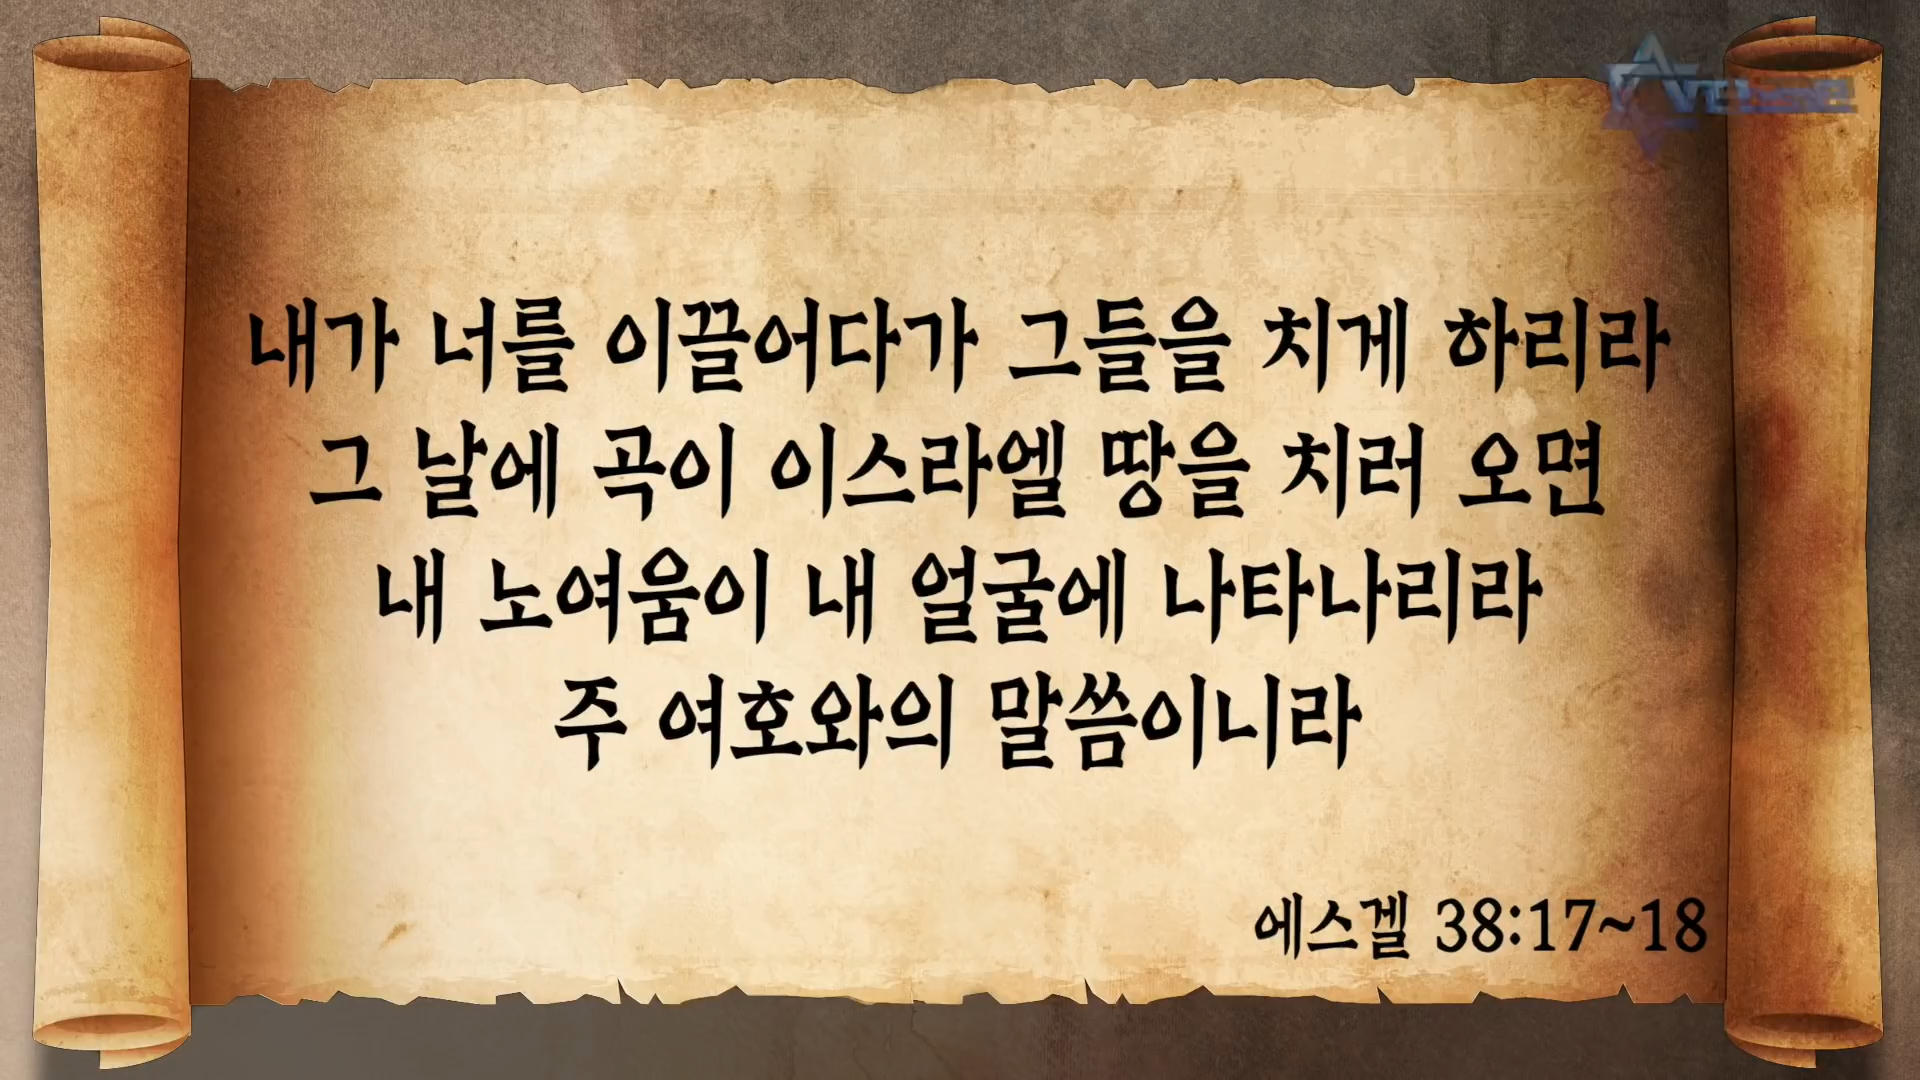 내가 너를 이끌어다가 그들을 치게 하리라
그 날에 곡이 이스라엘 땅을 치러 오면
내 노여움이 내 얼굴에 나타나리라
주 여호와의 말씀이니라
에스겔 38:17~18